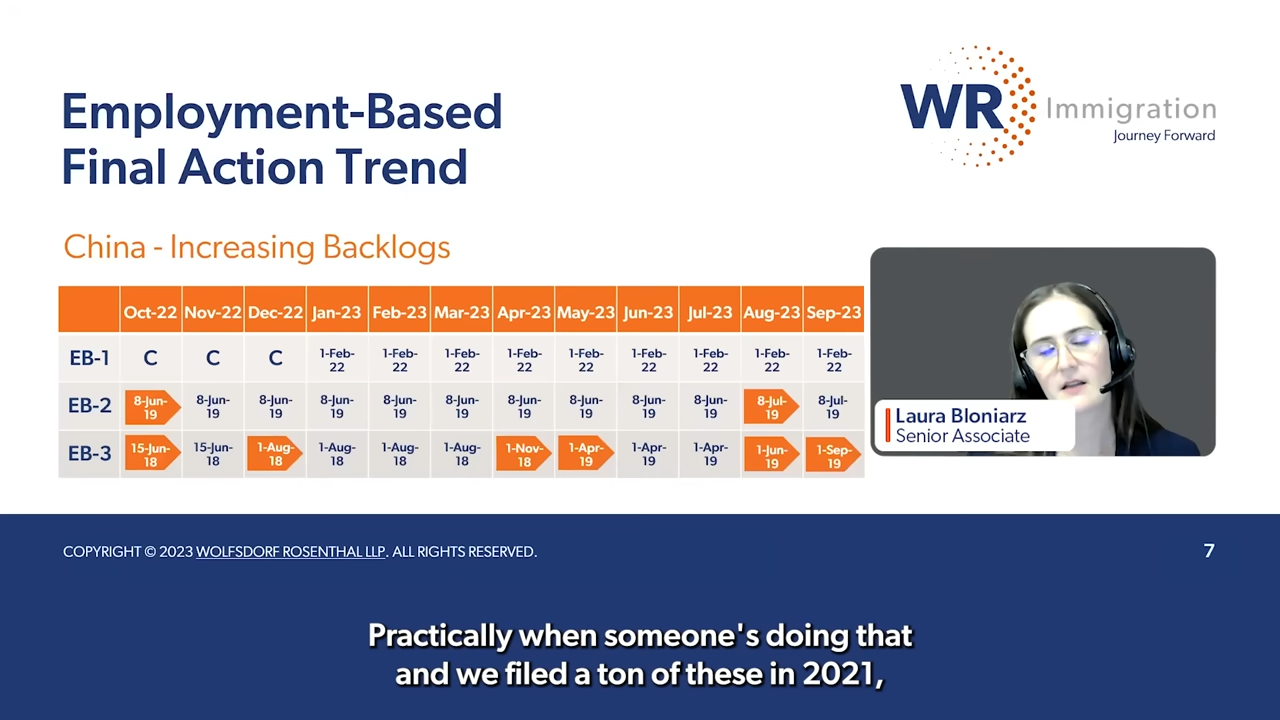 Employment-Based
Final Action Trend
WR Immigration
Journey Forward
China - Increasing Backlogs
Oct-22 Nov-22 Dec-22 Jan-23 Feb-23 Mar-23 Apr-23 May-23 Jun-23 Jul-23 Aug-23 Sep-23
EB-1 C C C 1-Feb-22 1-Feb-22 1-Feb-22 1-Feb-22 1-Feb-22 1-Feb-22 1-Feb-22 1-Feb-22 1-Feb-22
EB-2 8-Jun-19 8-Jun-19 8-Jun-19 8-Jun-19 8-Jun-19 8-Jun-19 8-Jun-19 8-Jun-19 8-Jun-19 8-Jun-19 8-Jul-19 8-Jul-19
EB-3 15-Jun-18 15-Jun-18 1-Aug-18 1-Aug-18 1-Aug-18 1-Aug-18 1-Nov-18 1-Apr-19 1-Apr-19 1-Apr-19 1-Jun-19 1-Sep-19
Laura Bloniarz
Senior Associate
COPYRIGHT © 2023 WOLFSDORF ROSENTHAL LLP. ALL RIGHTS RESERVED.
7
Practically when someone's doing that
and we filed a ton of these in 2021,